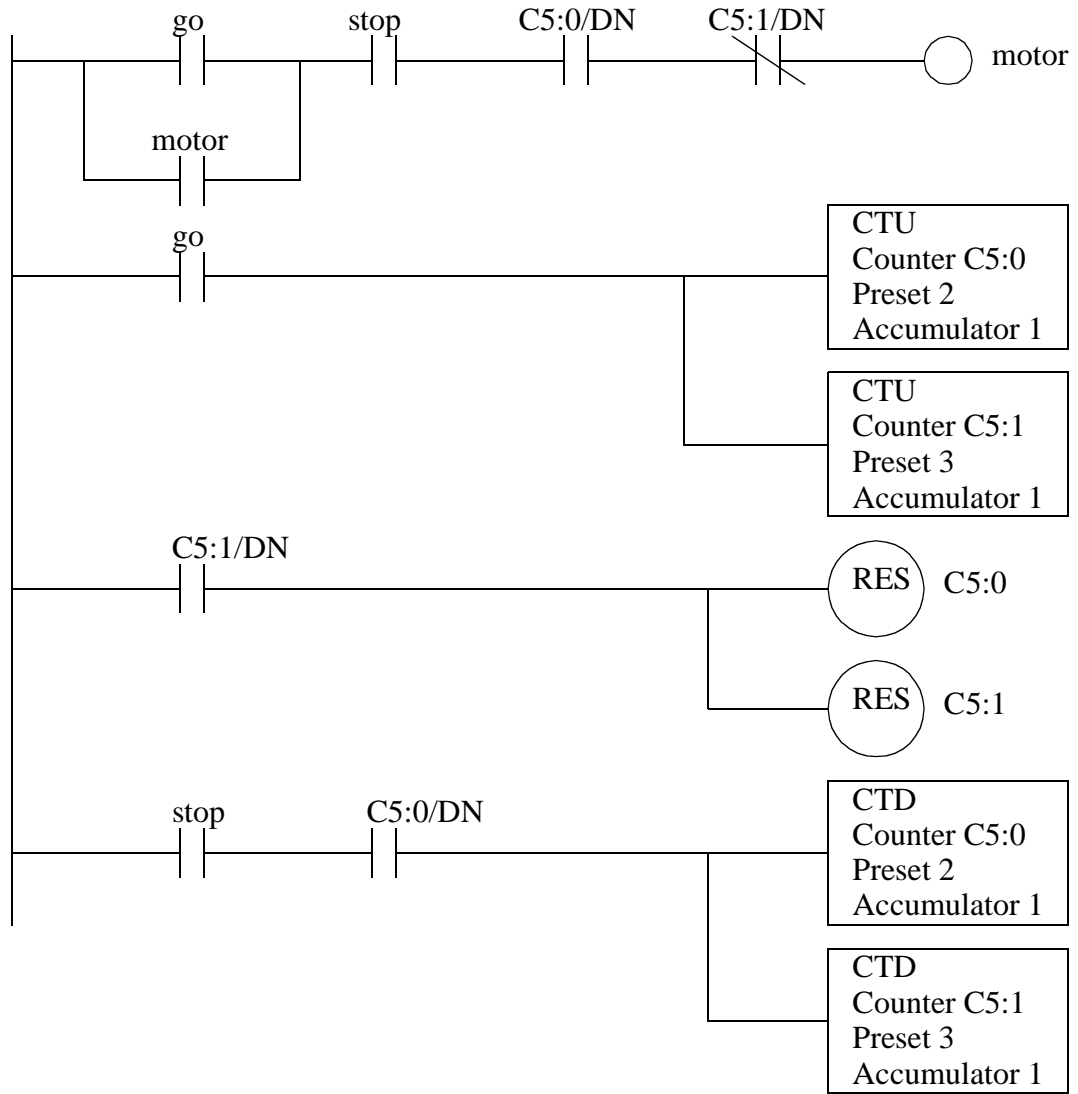 go stop C5:0/DN C5:1/DN
motor
motor
go
CTU
Counter C5:0
Preset 2
Accumulator 1
CTU
Counter C5:1
Preset 3
Accumulator 1
C5:1/DN
RES C5:0
RES C5:1
stop C5:0/DN
CTD
Counter C5:0
Preset 2
Accumulator 1
CTD
Counter C5:1
Preset 3
Accumulator 1